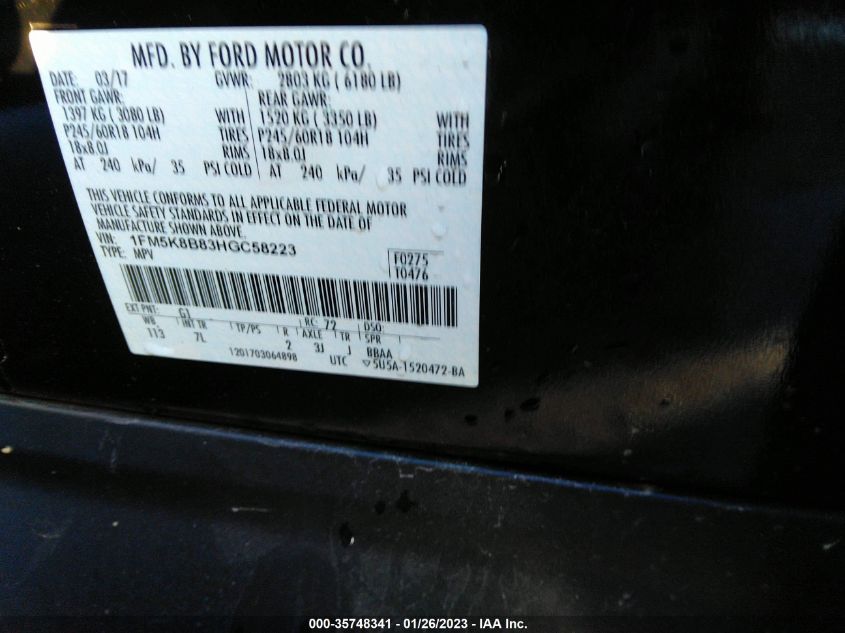 MFD. BY FORD MOTOR CO.
DATE: 03/17 GVWR: 2803 KG ( 6180 LB)
FRONT GAWR: REAR GAWR:
1397 KG ( 3080 LB) WITH 1520 KG ( 3350 LB) WITH
P245/60R18 104H TIRES P245/60R18 104H TIRES
18x8.0J RIMS 18x8.0J RIMS
AT 240 kPa/ 35 PSI COLD AT 240 kPa/ 35 PSI COLD
THIS VEHICLE CONFORMS TO ALL APPLICABLE FEDERAL MOTOR
VEHICLE SAFETY STANDARDS IN EFFECT ON THE DATE OF
MANUFACTURE SHOWN ABOVE.
VIN: 1FM5K8B83HGC58223
TYPE: MPV
F0275
T0476
EXT PNT: G1 RC: 72 DSO:
WB INT TR TP/PS R AXLE TR SPR
113 7L 2 3J J BBAA
1201703064898 UTC ▽5U5A-1520472-BA
000-35748341 — 01/26/2023 — IAA Inc.